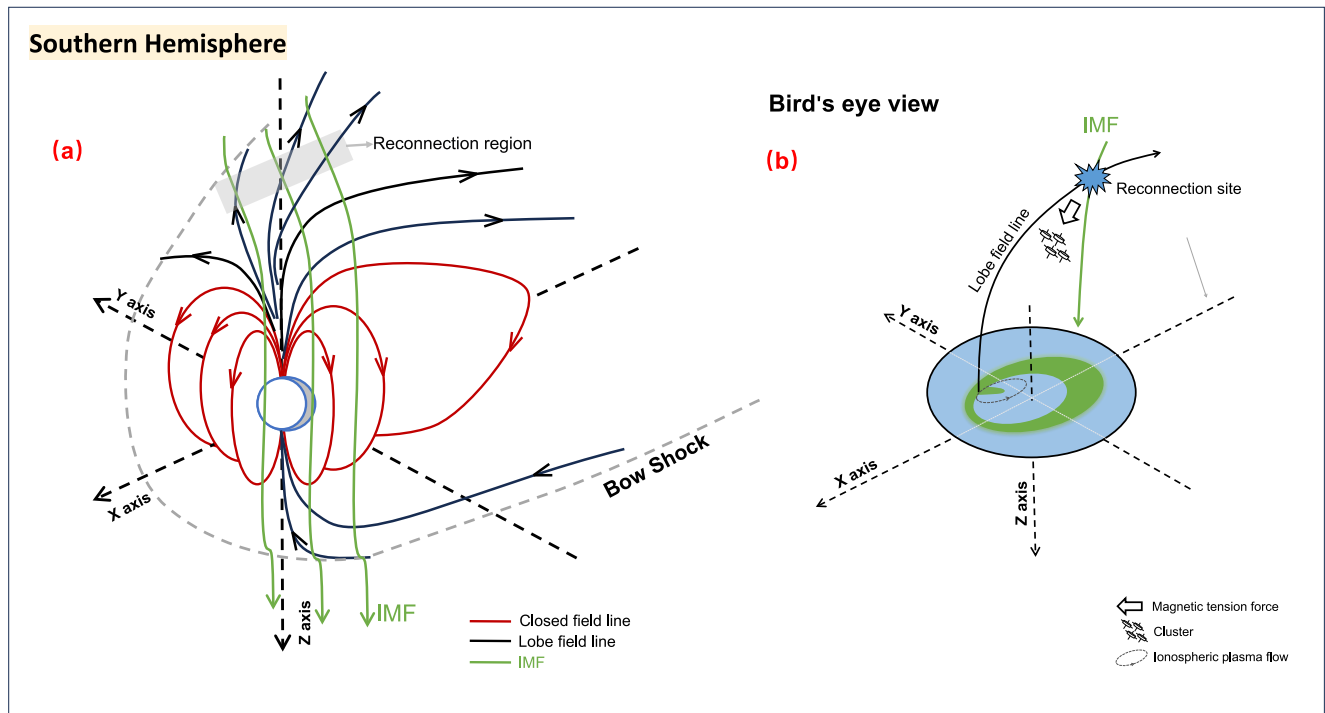 Southern Hemisphere
(a)
Reconnection region
Y axis
X axis
Z axis
Bow Shock
IMF
Closed field line
Lobe field line
IMF
Bird's eye view
(b)
IMF
Reconnection site
Lobe field line
Y axis
X axis
Z axis
Magnetic tension force
Cluster
Ionospheric plasma flow